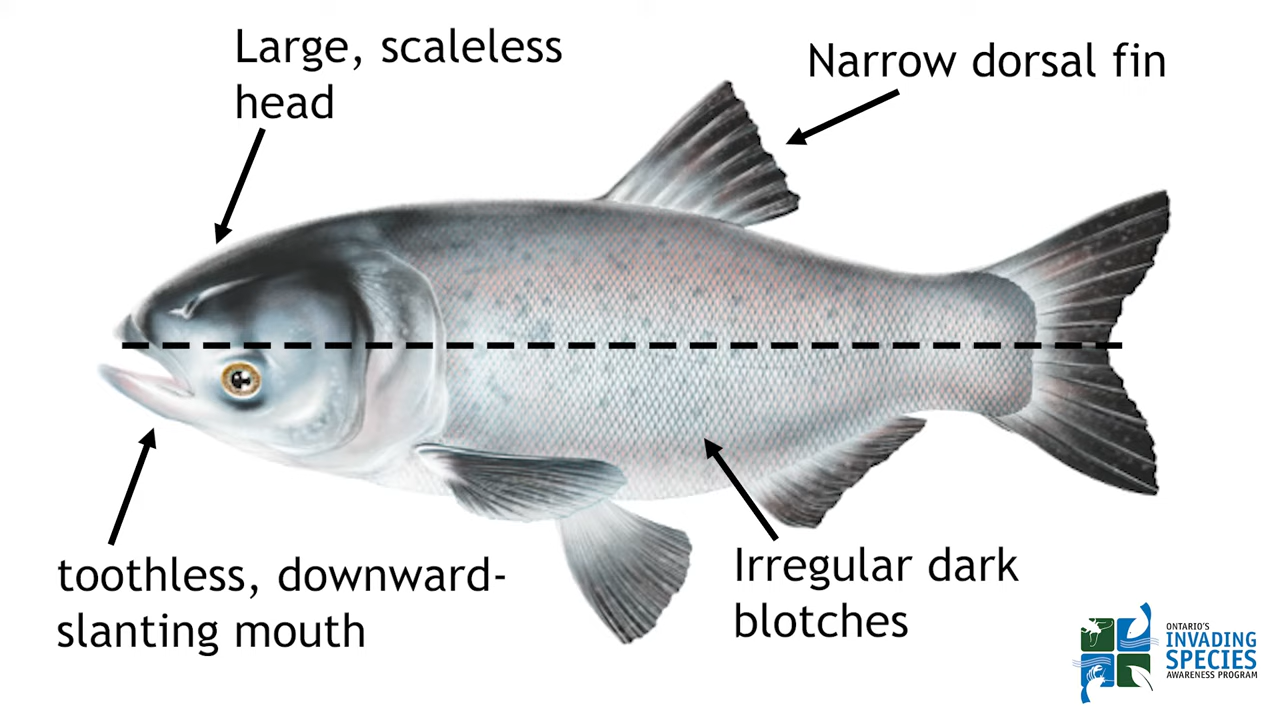 Large, scaleless
head
Narrow dorsal fin
toothless, downward-
slanting mouth
Irregular dark
blotches
ONTARIO'S
INVADING
SPECIES
AWARENESS PROGRAM